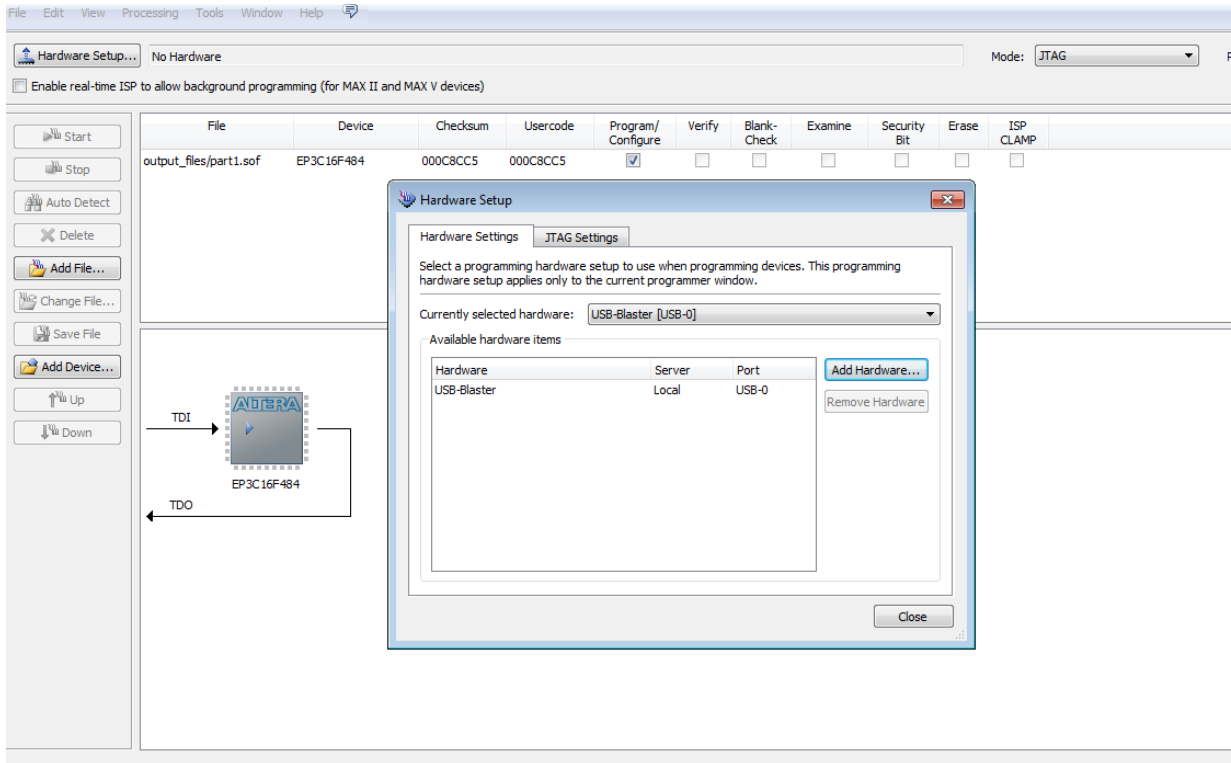 File Edit View Processing Tools Window Help
Hardware Setup... No Hardware Mode: JTAG
Enable real-time ISP to allow background programming (for MAX II and MAX V devices)
Start
Stop
Auto Detect
Delete
Add File...
Change File...
Save File
Add Device...
Up
Down
File Device Checksum Usercode Program/ Verify Blank- Examine Security Erase ISP
Configure Check Bit CLAMP
output_files/part1.sof EP3C16F484 000C8CC5 000C8CC5
TDI
ALTERA
EP3C16F484
TDO
Hardware Setup
Hardware Settings JTAG Settings
Select a programming hardware setup to use when programming devices. This programming
hardware setup applies only to the current programmer window.
Currently selected hardware: USB-Blaster [USB-0]
Available hardware items
Hardware Server Port
USB-Blaster Local USB-0
Add Hardware...
Remove Hardware
Close